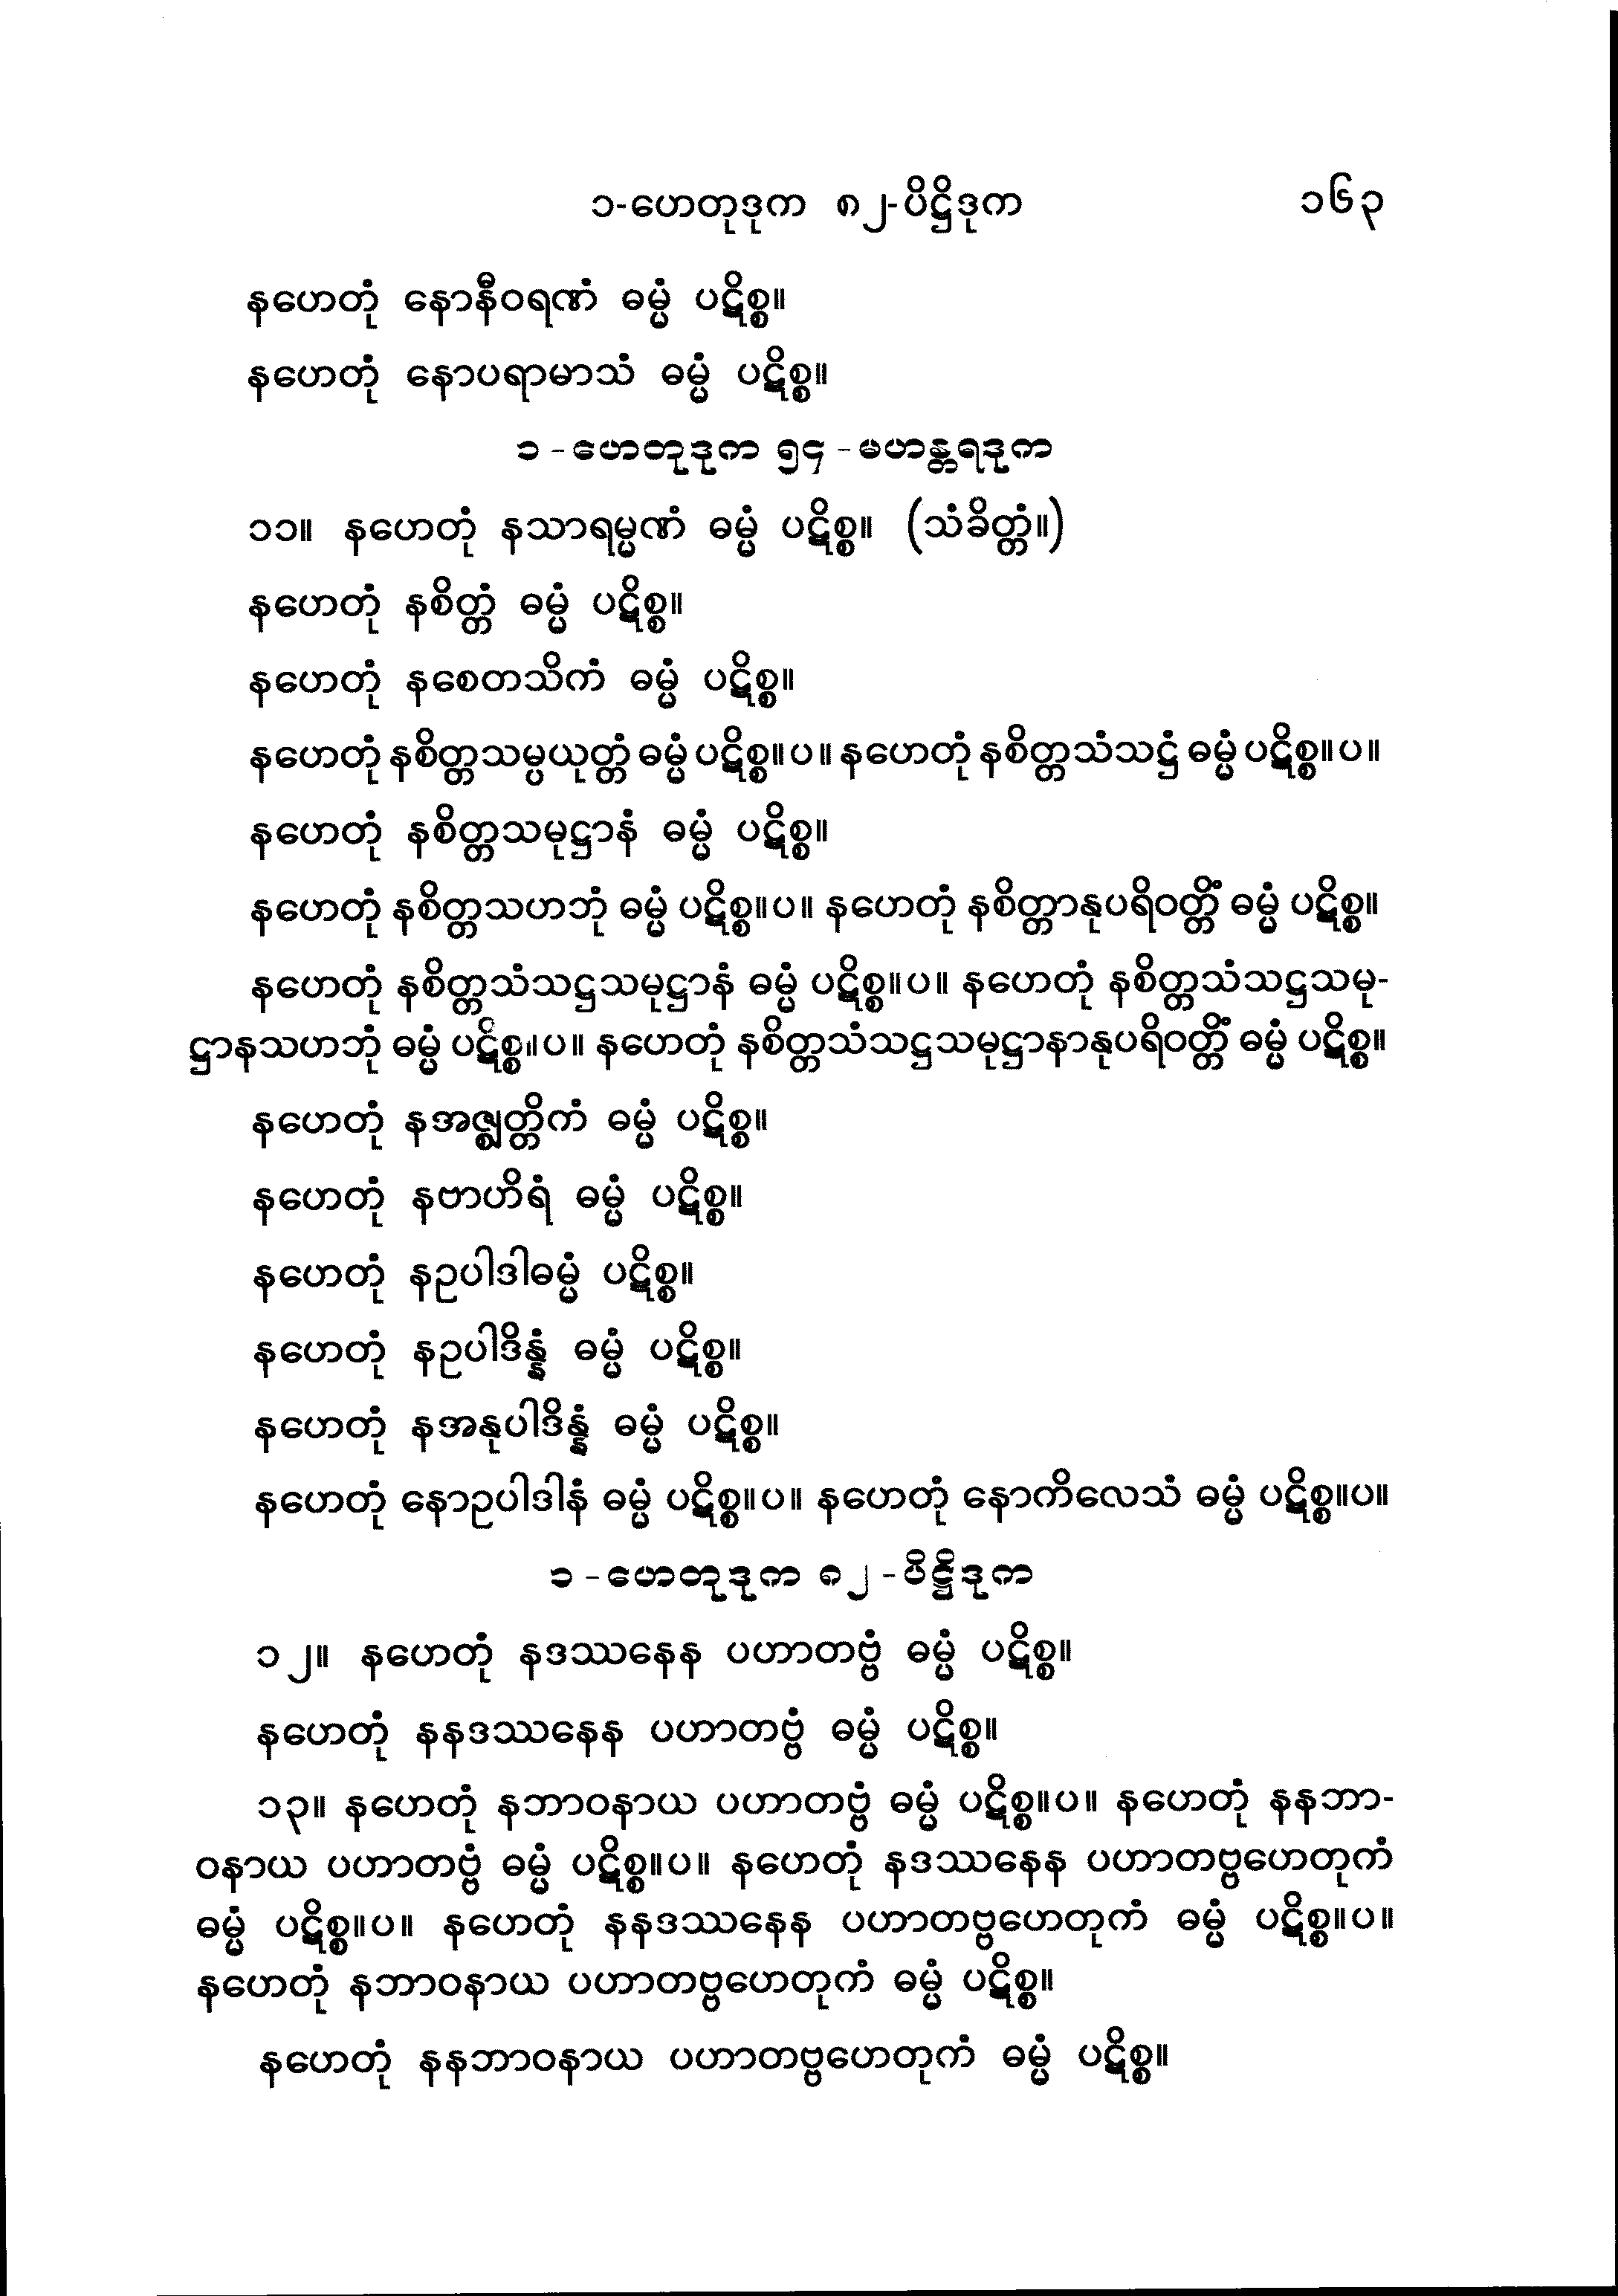 ၁-ဟေတုဒုက ၈၂-ပိဋ္ဌိဒုက ၁၆၃
နဟေတုံ နောနီဝရဏံ ဓမ္မံ ပဋိစ္စ။
နဟေတုံ နောပရာမာသံ ဓမ္မံ ပဋိစ္စ။
၁-ဟေတုဒုက ၅၄-မဟန္တရဒုက
၁၁။ နဟေတုံ နသာရမ္မဏံ ဓမ္မံ ပဋိစ္စ။ (သံခိတ္တံ။)
နဟေတုံ နစိတ္တံ ဓမ္မံ ပဋိစ္စ။
နဟေတုံ နစေတသိကံ ဓမ္မံ ပဋိစ္စ။
နဟေတုံ နစိတ္တသမ္ပယုတ္တံ ဓမ္မံ ပဋိစ္စ။ပ။ နဟေတုံ နစိတ္တသံသဋ္ဌံ ဓမ္မံ ပဋိစ္စ။ပ။
နဟေတုံ နစိတ္တသမုဋ္ဌာနံ ဓမ္မံ ပဋိစ္စ။
နဟေတုံ နစိတ္တသဟဘုံ ဓမ္မံ ပဋိစ္စ။ပ။ နဟေတုံ နစိတ္တာနုပရိဝတ္တိံ ဓမ္မံ ပဋိစ္စ။
နဟေတုံ နစိတ္တသံသဋ္ဌသမုဋ္ဌာနံ ဓမ္မံ ပဋိစ္စ။ပ။ နဟေတုံ နစိတ္တသံသဋ္ဌသမု-
ဋ္ဌာနသဟဘုံ ဓမ္မံ ပဋိစ္စ။ပ။ နဟေတုံ နစိတ္တသံသဋ္ဌသမုဋ္ဌာနာနုပရိဝတ္တိံ ဓမ္မံ ပဋိစ္စ။
နဟေတုံ နအဇ္ဈတ္တိကံ ဓမ္မံ ပဋိစ္စ။
နဟေတုံ နဗာဟိရံ ဓမ္မံ ပဋိစ္စ။
နဟေတုံ နဥပါဒါဓမ္မံ ပဋိစ္စ။
နဟေတုံ နဥပါဒိန္နံ ဓမ္မံ ပဋိစ္စ။
နဟေတုံ နအနုပါဒိန္နံ ဓမ္မံ ပဋိစ္စ။
နဟေတုံ နောဥပါဒါနံ ဓမ္မံ ပဋိစ္စ။ပ။ နဟေတုံ နောကိလေသံ ဓမ္မံ ပဋိစ္စ။ပ။
၁-ဟေတုဒုက ၈၂-ပိဋ္ဌိဒုက
၁၂။ နဟေတုံ နဒဿနေန ပဟာတဗ္ဗံ ဓမ္မံ ပဋိစ္စ။
နဟေတုံ နနဒဿနေန ပဟာတဗ္ဗံ ဓမ္မံ ပဋိစ္စ။
၁၃။ နဟေတုံ နဘာဝနာယ ပဟာတဗ္ဗံ ဓမ္မံ ပဋိစ္စ။ပ။ နဟေတုံ နနဘာ-
ဝနာယ ပဟာတဗ္ဗံ ဓမ္မံ ပဋိစ္စ။ပ။ နဟေတုံ နဒဿနေန ပဟာတဗ္ဗဟေတုကံ
ဓမ္မံ ပဋိစ္စ။ပ။ နဟေတုံ နနဒဿနေန ပဟာတဗ္ဗဟေတုကံ ဓမ္မံ ပဋိစ္စ။ပ။
နဟေတုံ နဘာဝနာယ ပဟာတဗ္ဗဟေတုကံ ဓမ္မံ ပဋိစ္စ။
နဟေတုံ နနဘာဝနာယ ပဟာတဗ္ဗဟေတုကံ ဓမ္မံ ပဋိစ္စ။